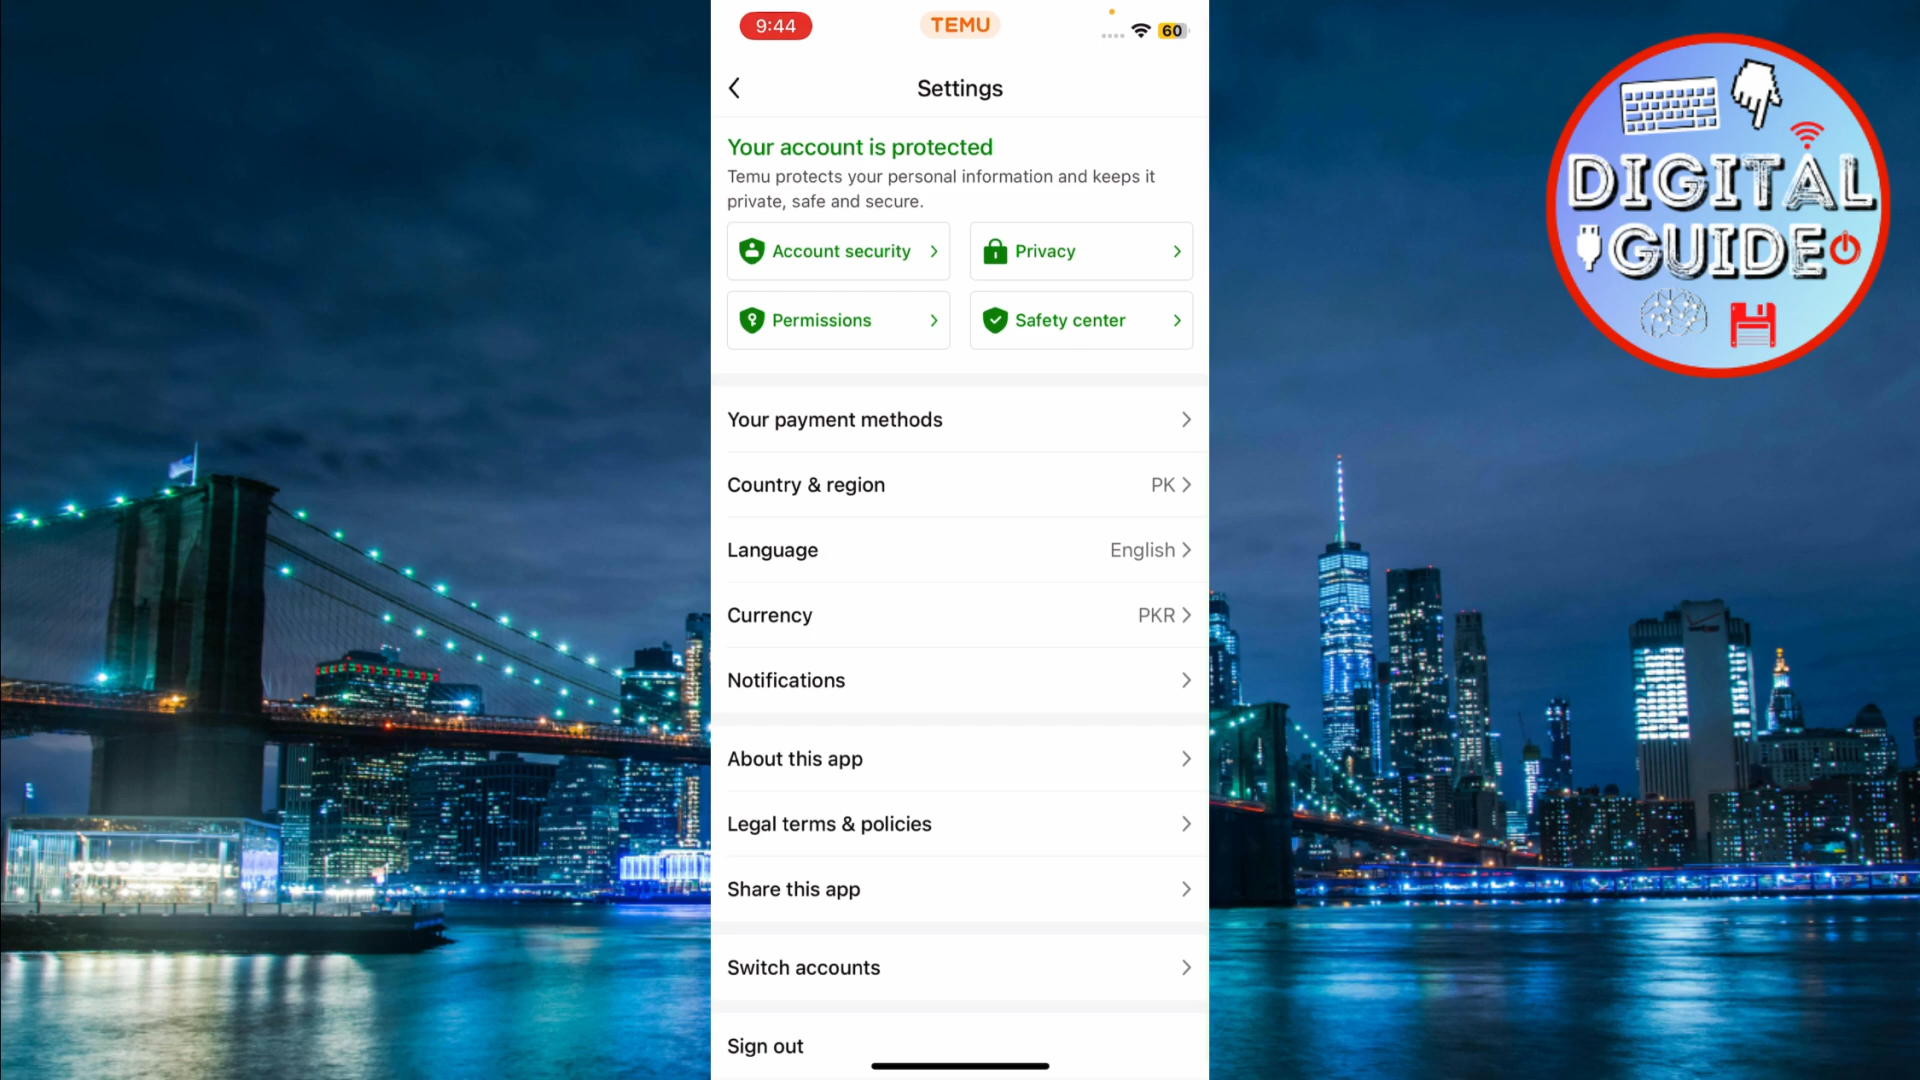 9:44
TEMU
60
Settings
Your account is protected
Temu protects your personal information and keeps it
private, safe and secure.
Account security
Privacy
Permissions
Safety center
Your payment methods
Country & region
PK
Language
English
Currency
PKR
Notifications
About this app
Legal terms & policies
Share this app
Switch accounts
Sign out
DIGITAL
GUIDE